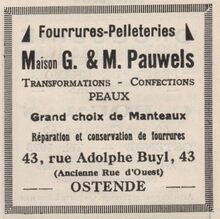 Fourrures-Pelleteries
Maison G. & M. Pauwels
Transformations - Confections
PEAUX
Grand choix de Manteaux
Réparation et conservation de fourrures
43, rue Adolphe Buyl, 43
(Ancienne Rue d'Ouest)
OSTENDE